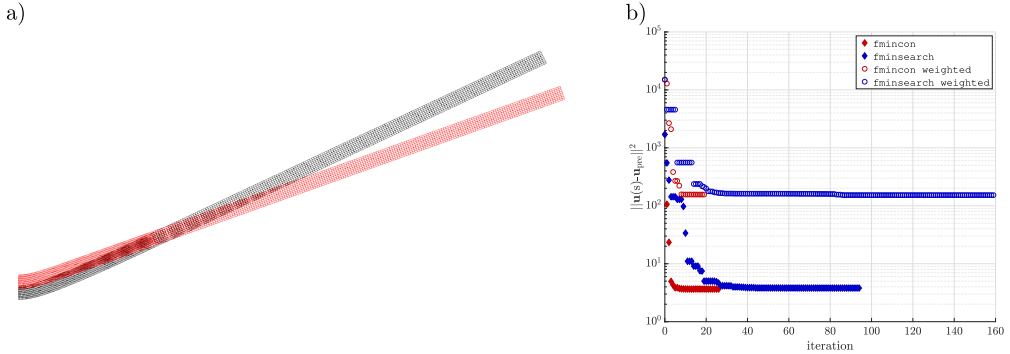 a)
b)
10^5
10^4
10^3
10^2
10^1
10^0
||u(s)-u_pre||^2
fmincon
fminsearch
fmincon weighted
fminsearch weighted
0 20 40 60 80 100 120 140 160
iteration